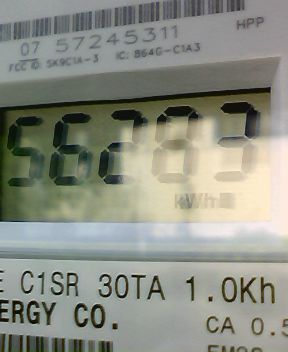 HPP
07 57245311
FCC ID: SK9C1A-3 IC: 864G-C1A3
56283
kWh
E C1SR 30TA 1.0Kh
ERGY CO.
CA 0.5